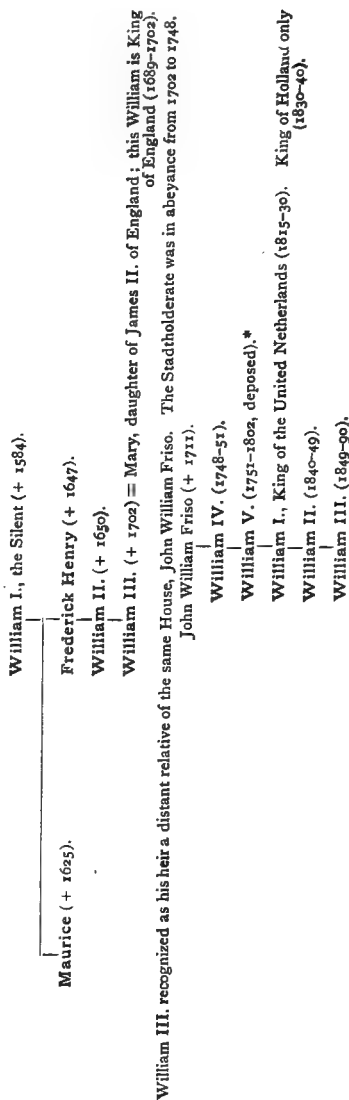 William I., the Silent (+ 1584).
Maurice (+ 1625).
Frederick Henry (+ 1647).
William II. (+ 1650).
William III. (+ 1702) = Mary, daughter of James II. of England; this William is King
of England (1689-1702).
William III. recognized as his heir a distant relative of the same House, John William Friso. The Stadtholderate was in abeyance from 1702 to 1748.
John William Friso (+ 1711).
William IV. (1748-51).
William V. (1751-1802, deposed).*
William I., King of the United Netherlands (1815-30). King of Holland only
(1830-40).
William II. (1840-49).
William III. (1849-90).